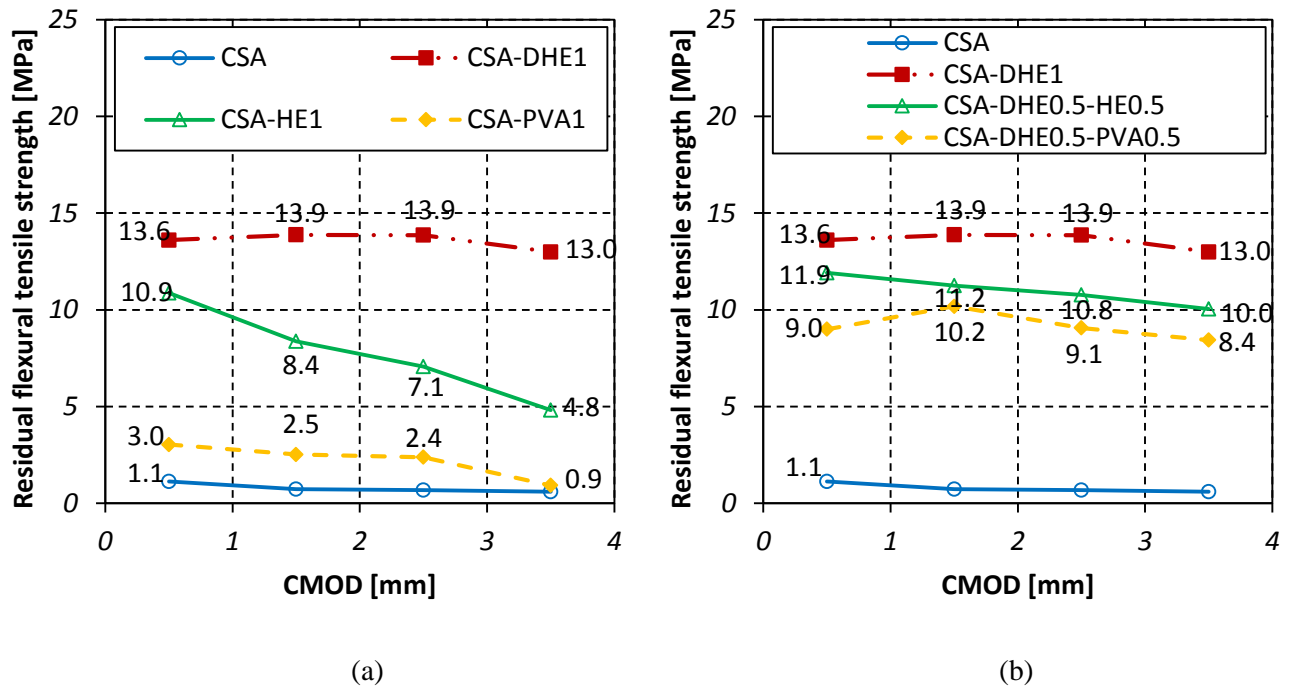 Residual flexural tensile strength [MPa]
25
20
15
10
5
0
CSA
CSA-DHE1
CSA-HE1
CSA-PVA1
13.6
13.9
13.9
13.0
10.9
8.4
7.1
4.8
3.0
2.5
2.4
0.9
1.1
0 1 2 3 4
CMOD [mm]
(a)
Residual flexural tensile strength [MPa]
25
20
15
10
5
0
CSA
CSA-DHE1
CSA-DHE0.5-HE0.5
CSA-DHE0.5-PVA0.5
13.6
13.9
13.9
13.0
11.9
11.2
10.8
10.0
9.0
10.2
9.1
8.4
1.1
0 1 2 3 4
CMOD [mm]
(b)